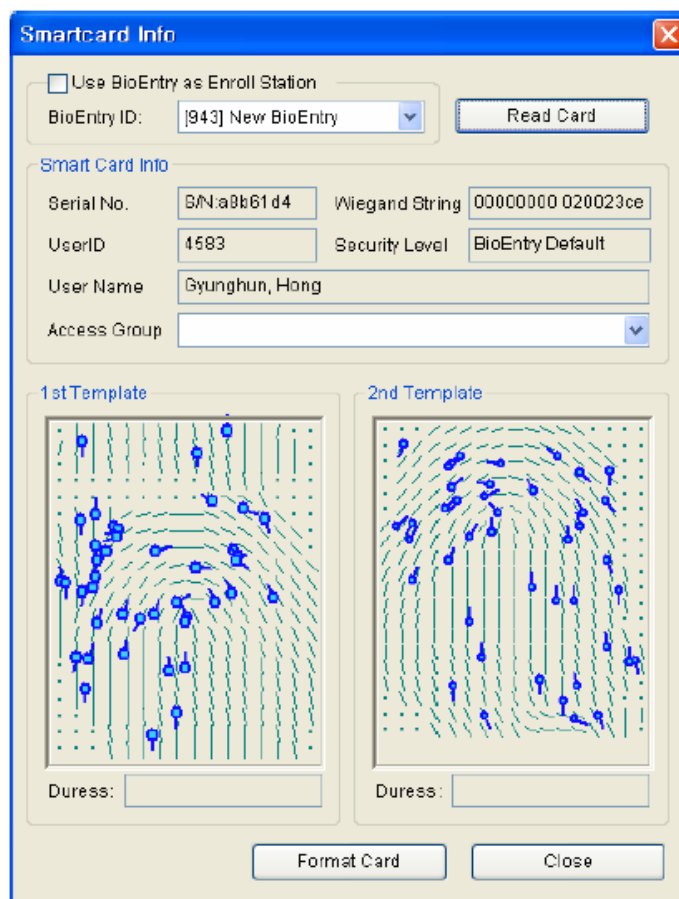 Smartcard Info
Use BioEntry as Enroll Station
BioEntry ID: [943] New BioEntry Read Card
Smart Card Info
Serial No. S/N:a8b61d4 Wiegand String 00000000 020023ce
UserID 4583 Security Level BioEntry Default
User Name Gyunghun, Hong
Access Group
1st Template 2nd Template
Duress: Duress:
Format Card Close